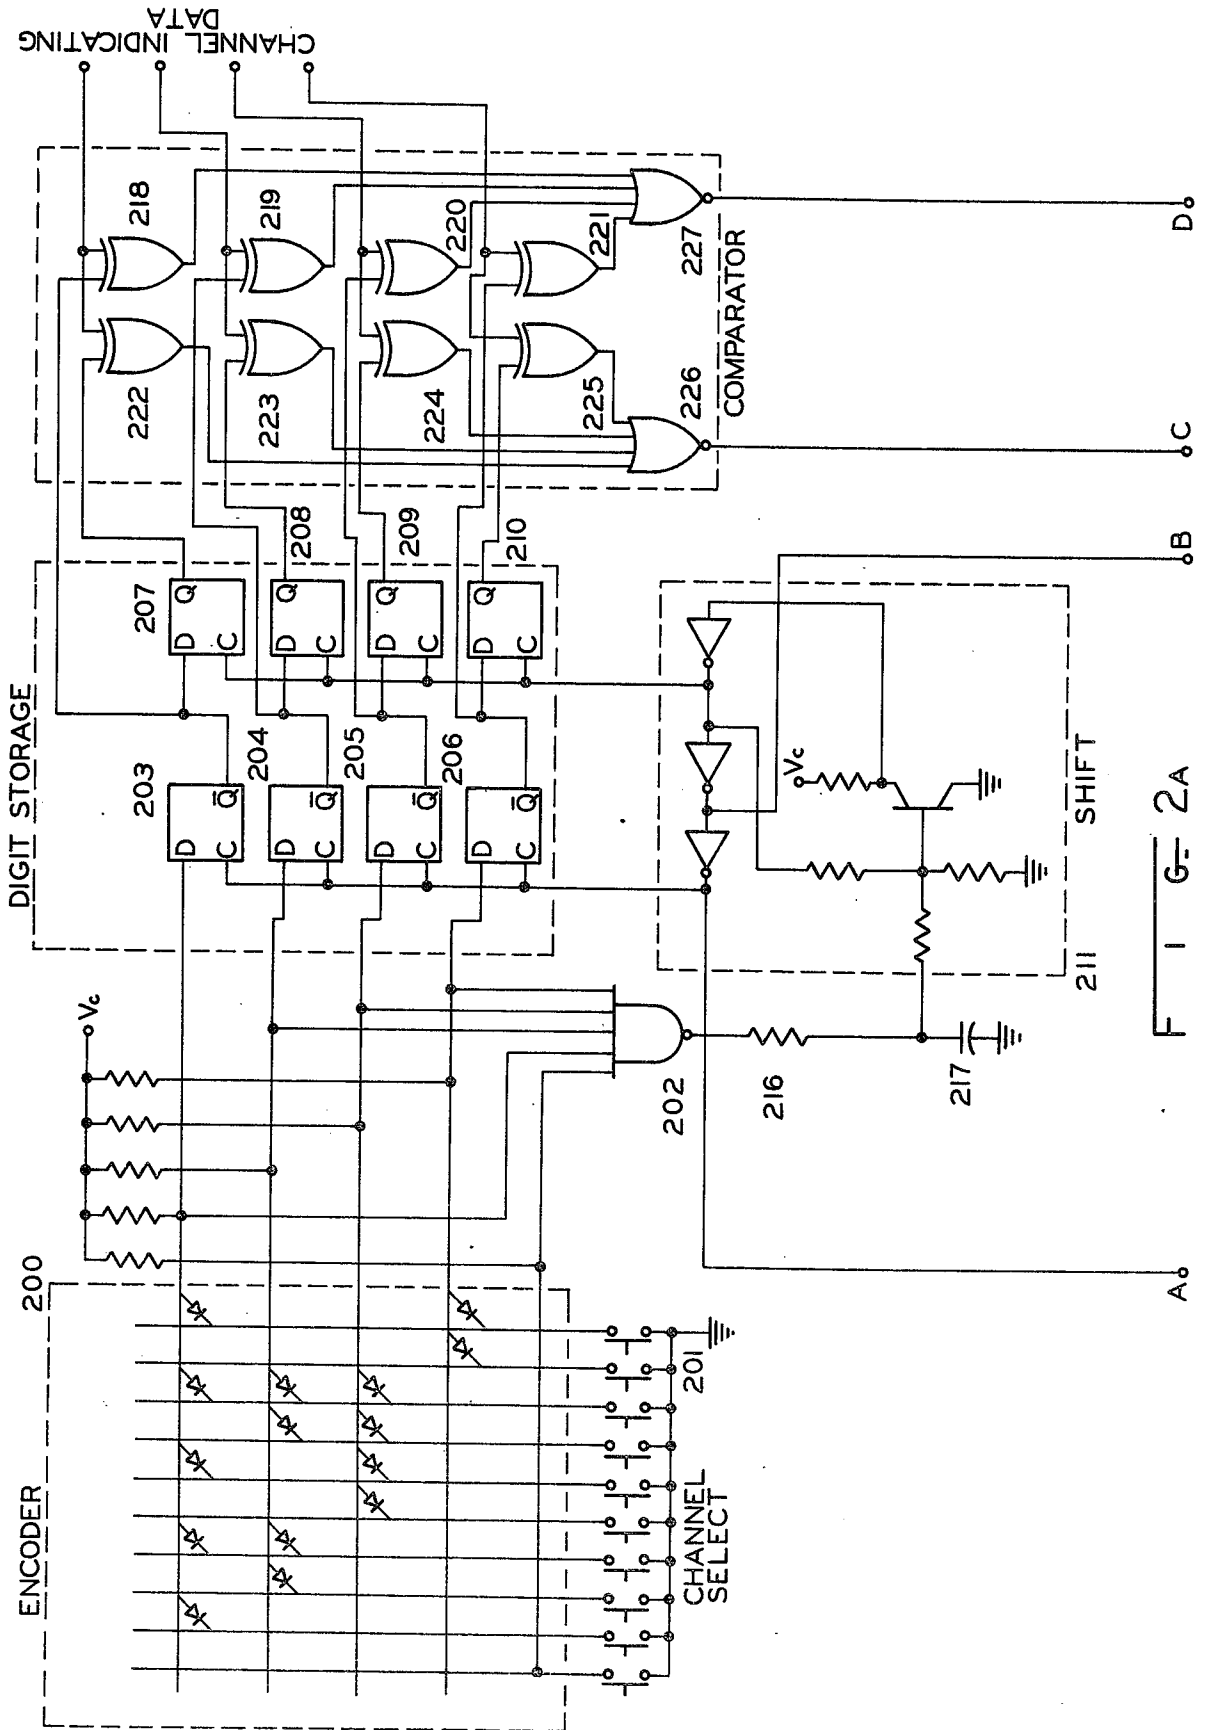 CHANNEL INDICATING
DATA
218
219
220
221
227
222
223
224
225
226
COMPARATOR
D
C
B
A
DIGIT STORAGE
207
208
209
210
D Q
C
D Q
C
D Q
C
D Q
C
203
204
205
206
D
C Q̅
D
C Q̅
D
C Q̅
D
C Q̅
Vc
SHIFT
211
Vc
202
216
217
ENCODER
200
201
CHANNEL
SELECT
FIG-2A